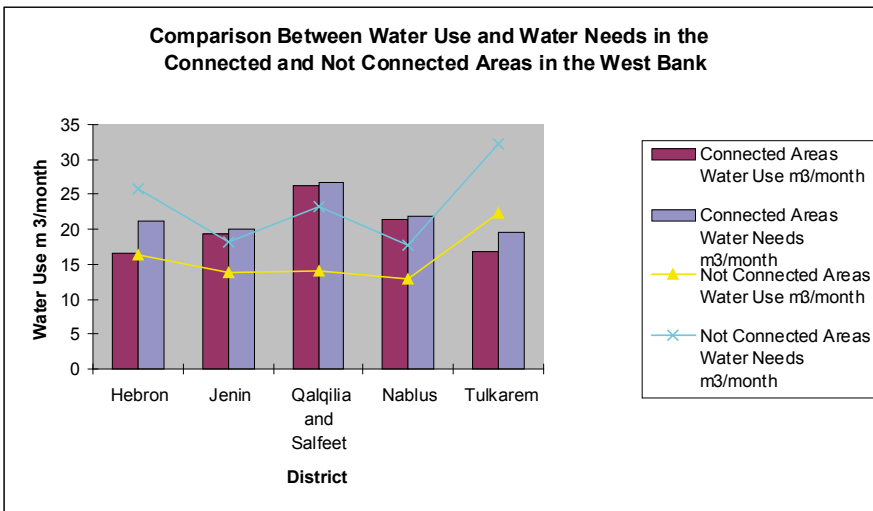 Comparison Between Water Use and Water Needs in the
Connected and Not Connected Areas in the West Bank
35
30
25
20
15
10
5
0
Water Use m 3/month
Hebron
Jenin
Qalqilia
and
Salfeet
Nablus
Tulkarem
District
Connected Areas
Water Use m3/month
Connected Areas
Water Needs
m3/month
Not Connected Areas
Water Use m3/month
Not Connected Areas
Water Needs
m3/month